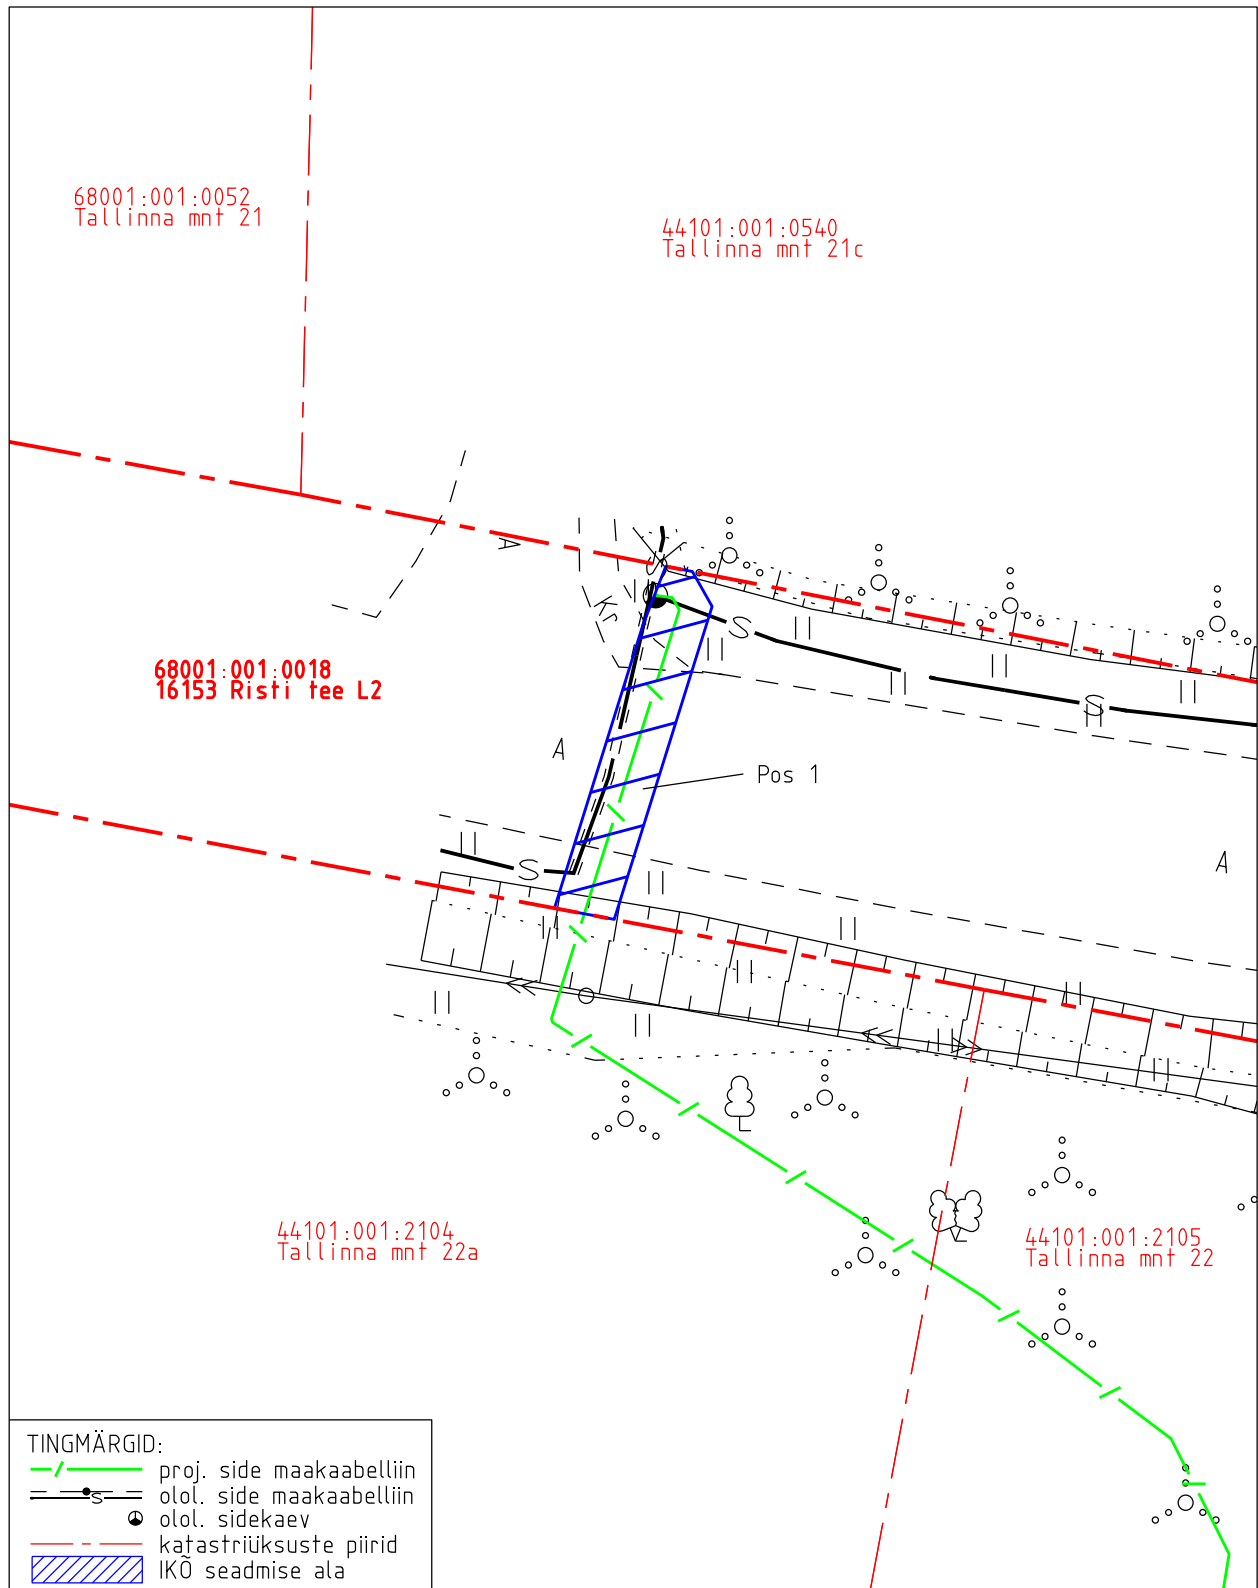 68001:001:0052
Tallinna mnt 21
44101:001:0540
Tallinna mnt 21c
A
Kr
S
68001:001:0018
16153 Risti tee L2
S
A
Pos 1
A
S
44101:001:2104
Tallinna mnt 22a
44101:001:2105
Tallinna mnt 22
TINGMÄRGID:
proj. side maakaabelliin
S
olol. side maakaabelliin
olol. sidekaev
katastriüksuste piirid
IKÕ seadmise ala